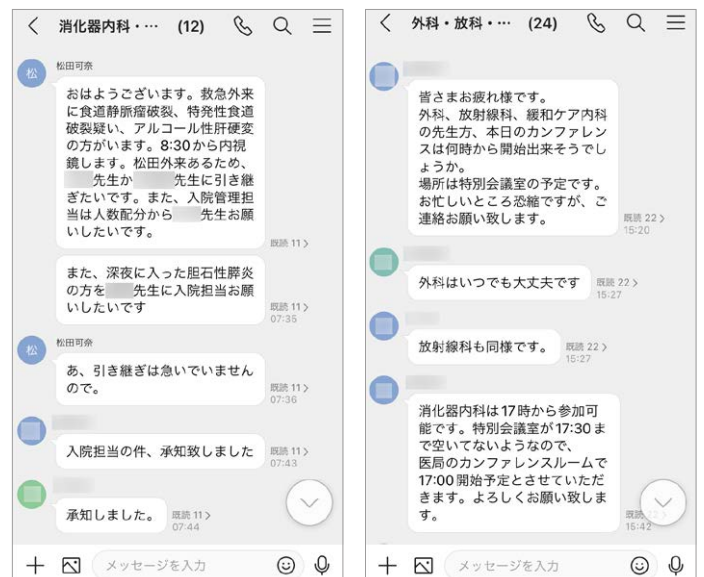 消化器内科・… (12)
松
松田可奈
おはようございます。救急外来
に食道静脈瘤破裂、特発性食道
破裂疑い、アルコール性肝硬変
の方がいます。8:30から内視
鏡します。松田外来あるため、
先生か 先生に引き継
ぎたいです。また、入院管理担
当は人数配分から 先生お願
いしたいです。
既読 11
また、深夜に入った胆石性膵炎
の方を 先生に入院担当お願
いしたいです
既読 11
07:35
松
松田可奈
あ、引き継ぎは急いでいません
ので。
既読 11
07:36
入院担当の件、承知致しました
既読 11
07:43
承知しました。
既読 11
07:44
メッセージを入力
外科・放科・… (24)
皆さまお疲れ様です。
外科、放射線科、緩和ケア内科
の先生方、本日のカンファレン
スは何時から開始出来そうでし
ょうか。
場所は特別会議室の予定です。
お忙しいところ恐縮ですが、ご
連絡お願い致します。
既読 22
15:20
外科はいつでも大丈夫です
既読 22
15:27
放射線科も同様です。
既読 22
15:27
消化器内科は17時から参加可
能です。特別会議室が17:30ま
で空いてないようなので、
医局のカンファレンスルームで
17:00開始予定とさせていただ
きます。よろしくお願い致しま
す。
既読
15:42
メッセージを入力